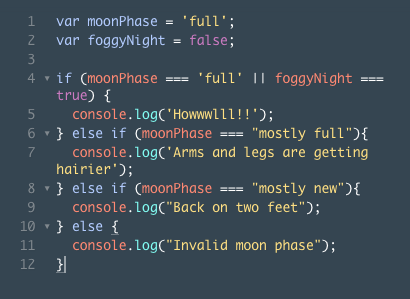 1 var moonPhase = 'full';
2 var foggyNight = false;
3
4 if (moonPhase === 'full' || foggyNight ===
true) {
5   console.log('Howwwlll!!');
6 } else if (moonPhase === "mostly full"){
7   console.log('Arms and legs are getting
hairier');
8 } else if (moonPhase === "mostly new"){
9   console.log("Back on two feet");
10 } else {
11   console.log("Invalid moon phase");
12 }